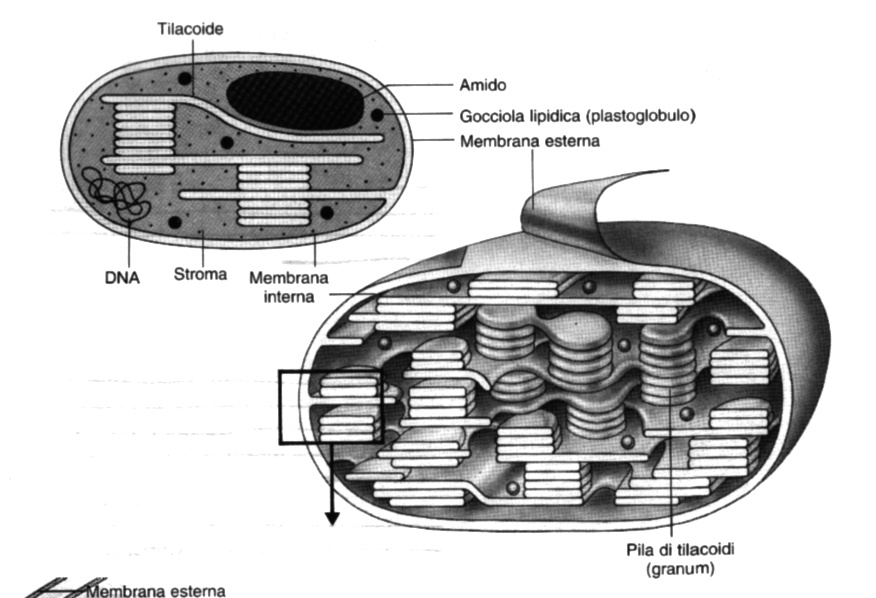 Tilacoide
Amido
Gocciola lipidica (plastoglobulo)
Membrana esterna
DNA
Stroma
Membrana
interna
Pila di tilacoidi
(granum)
Membrana esterna